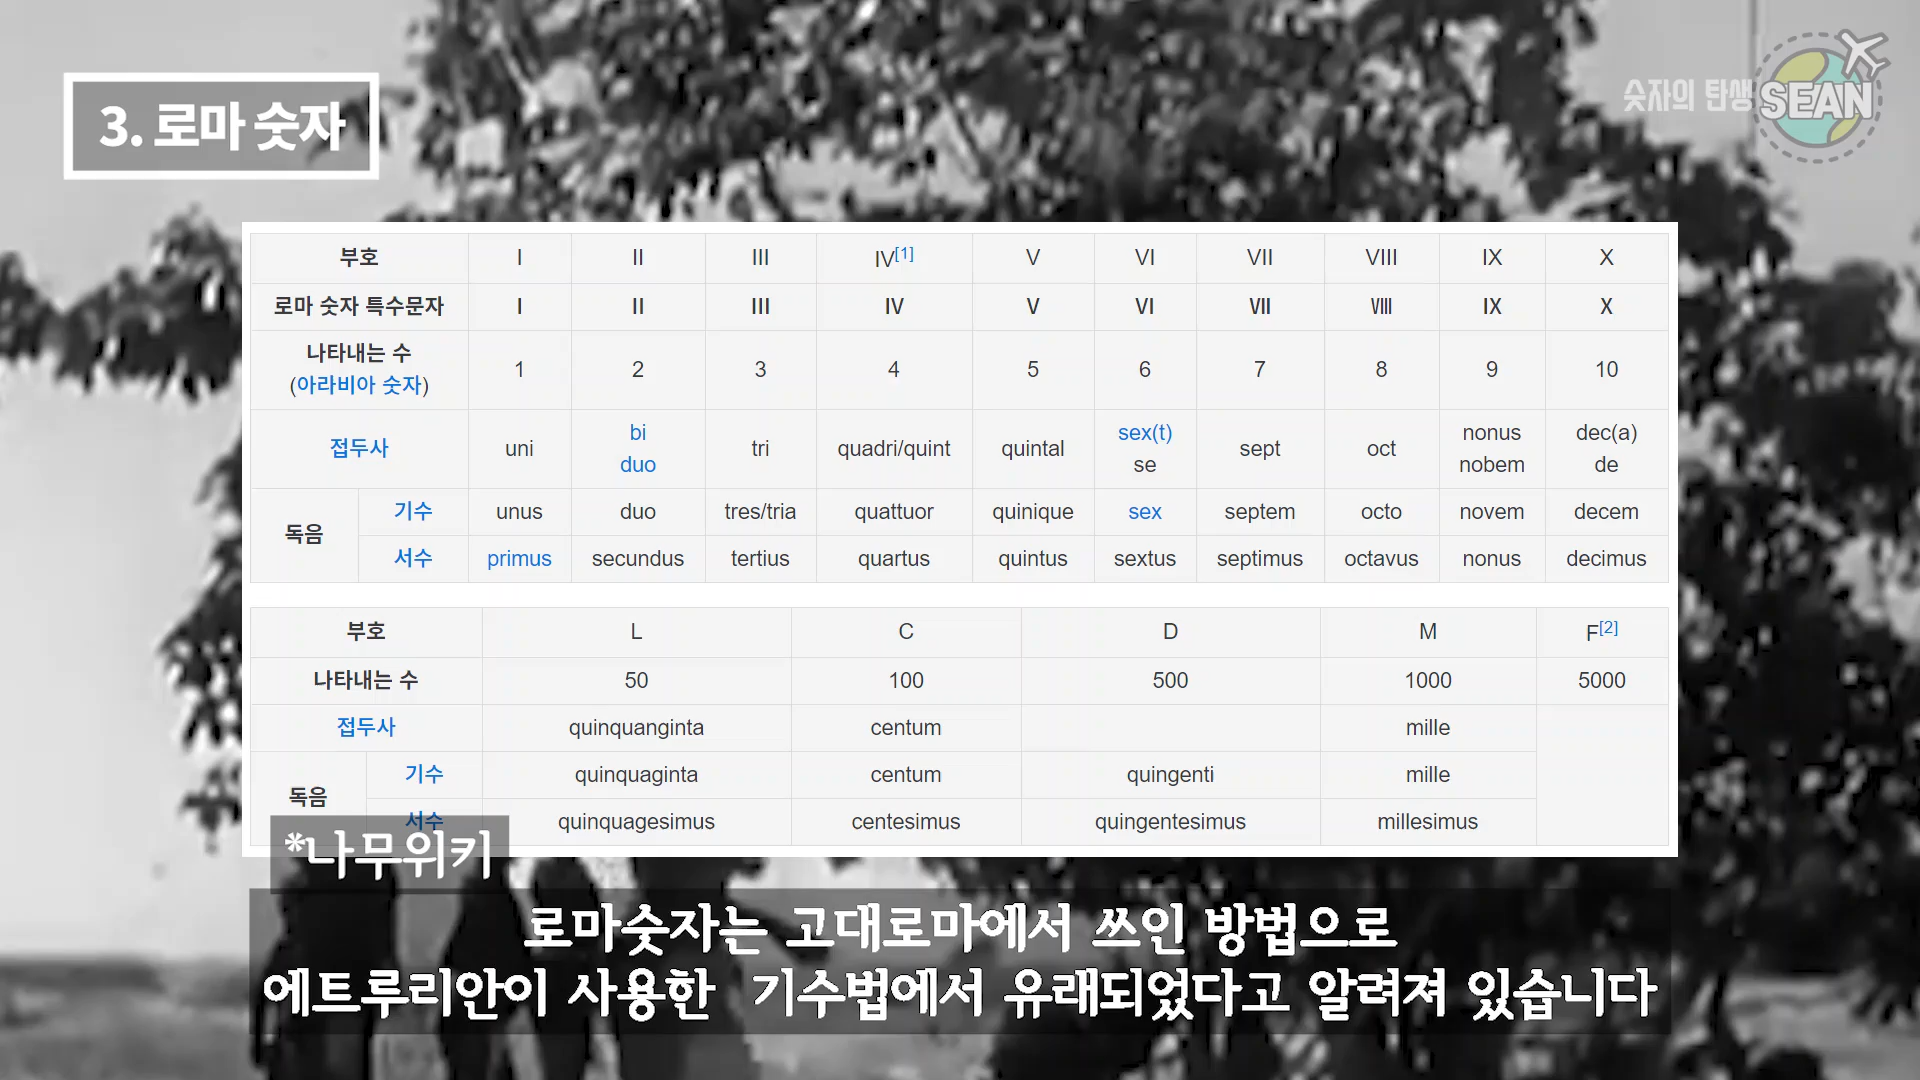 3. 로마 숫자
숫자의 탄생 SEAN
부호 I II III IV[1] V VI VII VIII IX X
로마 숫자 특수문자 Ⅰ Ⅱ Ⅲ Ⅳ Ⅴ Ⅵ Ⅶ Ⅷ Ⅸ Ⅹ
나타내는 수
(아라비아 숫자) 1 2 3 4 5 6 7 8 9 10
접두사 uni bi duo tri quadri/quint quintal sex(t) se sept oct nonus nobem dec(a) de
독음
기수 unus duo tres/tria quattuor quinique sex septem octo novem decem
서수 primus secundus tertius quartus quintus sextus septimus octavus nonus decimus
부호 L C D M F[2]
나타내는 수 50 100 500 1000 5000
접두사 quinquanginta centum mille
독음
기수 quinquaginta centum quingenti mille
서수 quinquagesimus centesimus quingentesimus millesimus
*나무위키
로마숫자는 고대로마에서 쓰인 방법으로
에트루리안이 사용한 기수법에서 유래되었다고 알려져 있습니다